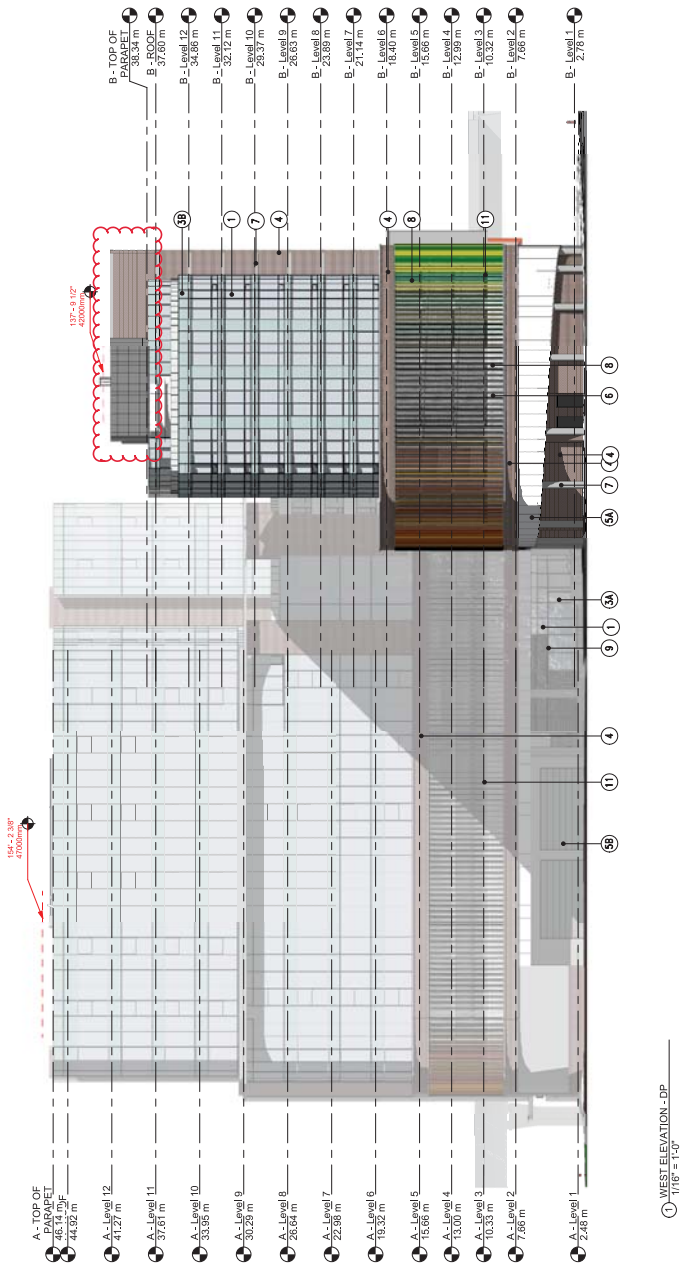 B - TOP OF
PARAPET
38.34 m
B - ROOF
37.60 m
B - Level 12
34.86 m
B - Level 11
32.12 m
B - Level 10
29.37 m
B - Level 9
26.63 m
B - Level 8
23.89 m
B - Level 7
21.14 m
B - Level 6
18.40 m
B - Level 5
15.66 m
B - Level 4
12.99 m
B - Level 3
10.32 m
B - Level 2
7.66 m
B - Level 1
2.78 m
137' - 9 1/2"
42000mm
3B
1
7
4
4
8
11
8
6
4
7
5A
3A
1
9
4
11
5B
154' - 2 3/8"
47000mm
A - TOP OF
PARAPET
46.14 m
44.92 m
A - Level 12
41.27 m
A - Level 11
37.61 m
A - Level 10
33.95 m
A - Level 9
30.29 m
A - Level 8
26.64 m
A - Level 7
22.98 m
A - Level 6
19.32 m
A - Level 5
15.66 m
A - Level 4
13.00 m
A - Level 3
10.33 m
A - Level 2
7.66 m
A - Level 1
2.48 m
1 WEST ELEVATION - DP
1/16" = 1'-0"